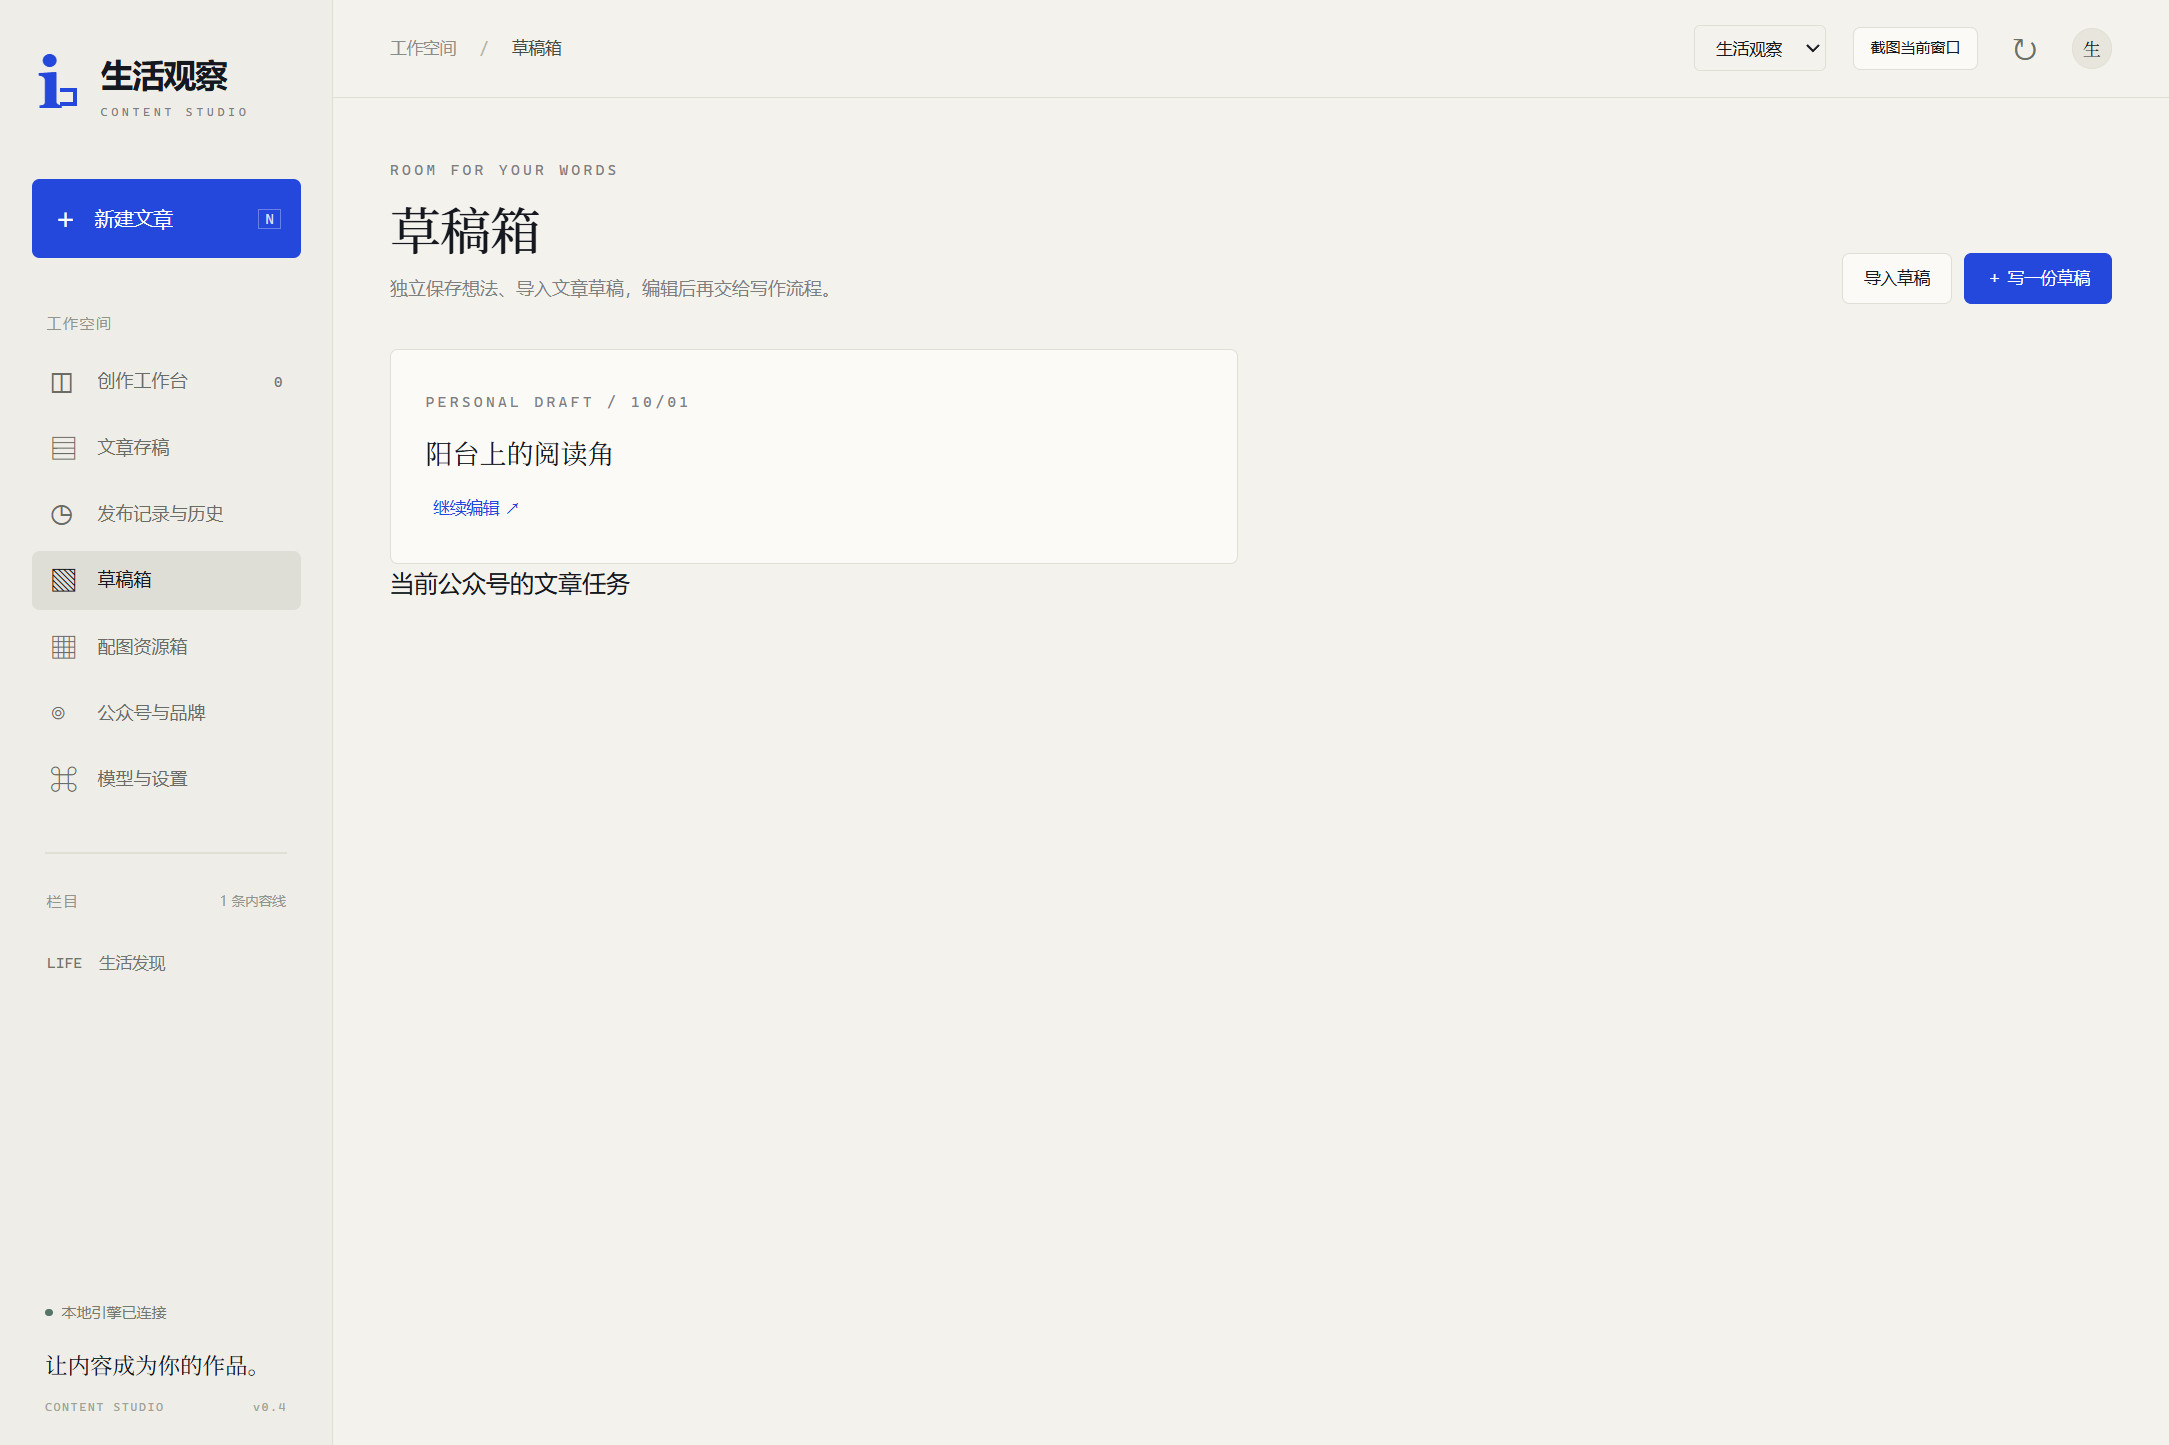 生活观察
CONTENT STUDIO
+ 新建文章 N
工作空间
创作工作台 0
文章存稿
发布记录与历史
草稿箱
配图资源箱
公众号与品牌
模型与设置
栏目 1 条内容线
LIFE 生活发现
本地引擎已连接
让内容成为你的作品。
CONTENT STUDIO v0.4
工作空间 / 草稿箱
生活观察 截图当前窗口 生
ROOM FOR YOUR WORDS
草稿箱
独立保存想法、导入文章草稿，编辑后再交给写作流程。
导入草稿 + 写一份草稿
PERSONAL DRAFT / 10/01
阳台上的阅读角
继续编辑 ↗
当前公众号的文章任务